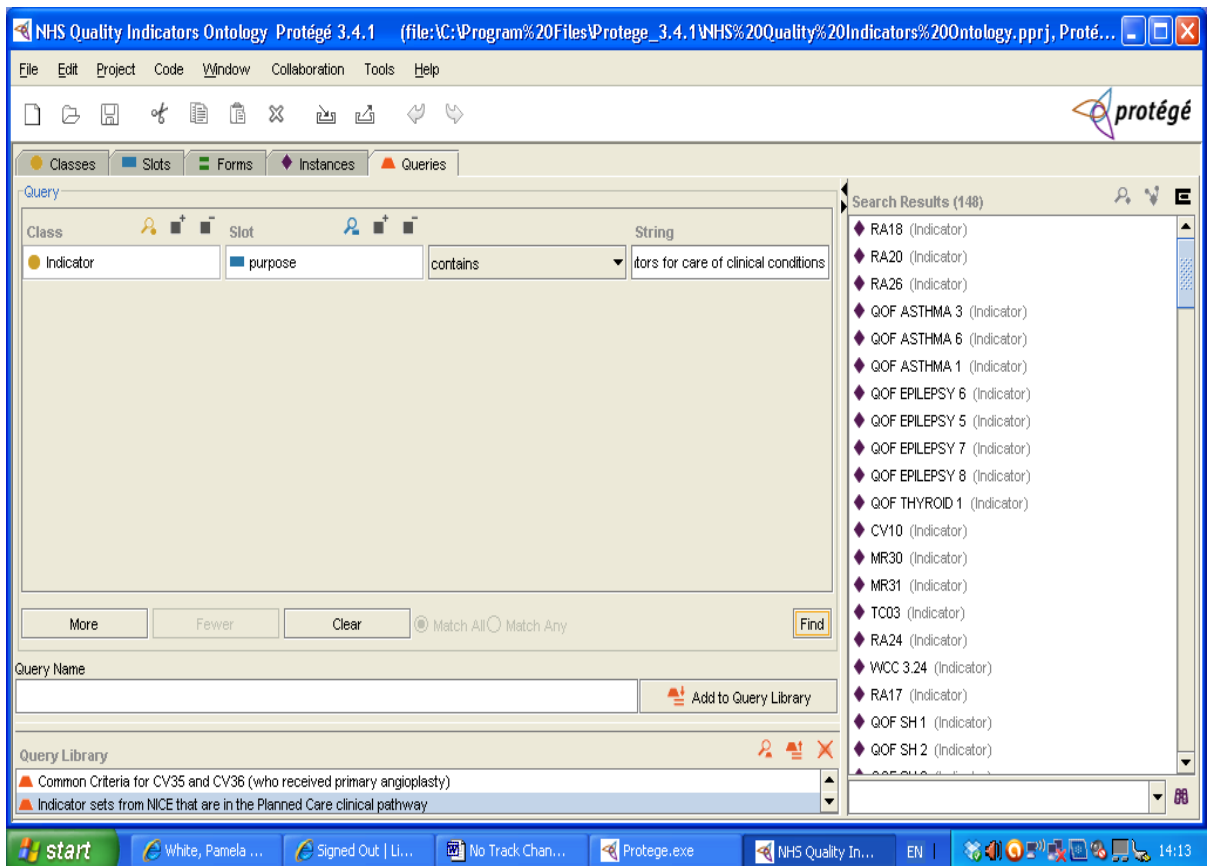 NHS Quality Indicators Ontology Protégé 3.4.1 (file:\C:\Program%20Files\Protege_3.4.1\NHS%20Quality%20Indicators%20Ontology.pprj, Proté...
File Edit Project Code Window Collaboration Tools Help
protégé
Classes Slots Forms Instances Queries
Query
Class Slot String
Indicator purpose contains itors for care of clinical conditions
More Fewer Clear Match All Match Any Find
Query Name
Add to Query Library
Query Library
Common Criteria for CV35 and CV36 (who received primary angioplasty)
Indicator sets from NICE that are in the Planned Care clinical pathway
Search Results (148)
RA18 (Indicator)
RA20 (Indicator)
RA26 (Indicator)
QOF ASTHMA 3 (Indicator)
QOF ASTHMA 6 (Indicator)
QOF ASTHMA 1 (Indicator)
QOF EPILEPSY 6 (Indicator)
QOF EPILEPSY 5 (Indicator)
QOF EPILEPSY 7 (Indicator)
QOF EPILEPSY 8 (Indicator)
QOF THYROID 1 (Indicator)
CV10 (Indicator)
MR30 (Indicator)
MR31 (Indicator)
TC03 (Indicator)
RA24 (Indicator)
WCC 3.24 (Indicator)
RA17 (Indicator)
QOF SH 1 (Indicator)
QOF SH 2 (Indicator)
start White, Pamela ... Signed Out | Li... No Track Chan... Protege.exe NHS Quality In... EN 14:13